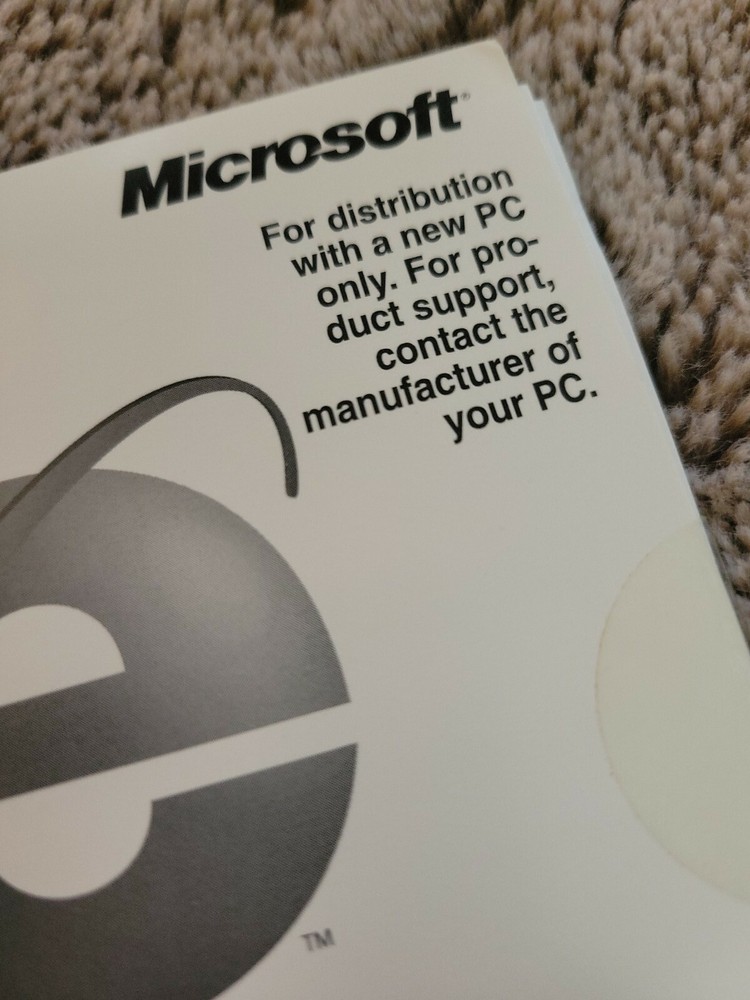 Microsoft®
For distribution
with a new PC
only. For pro-
duct support,
contact the
manufacturer of
your PC.
e
TM